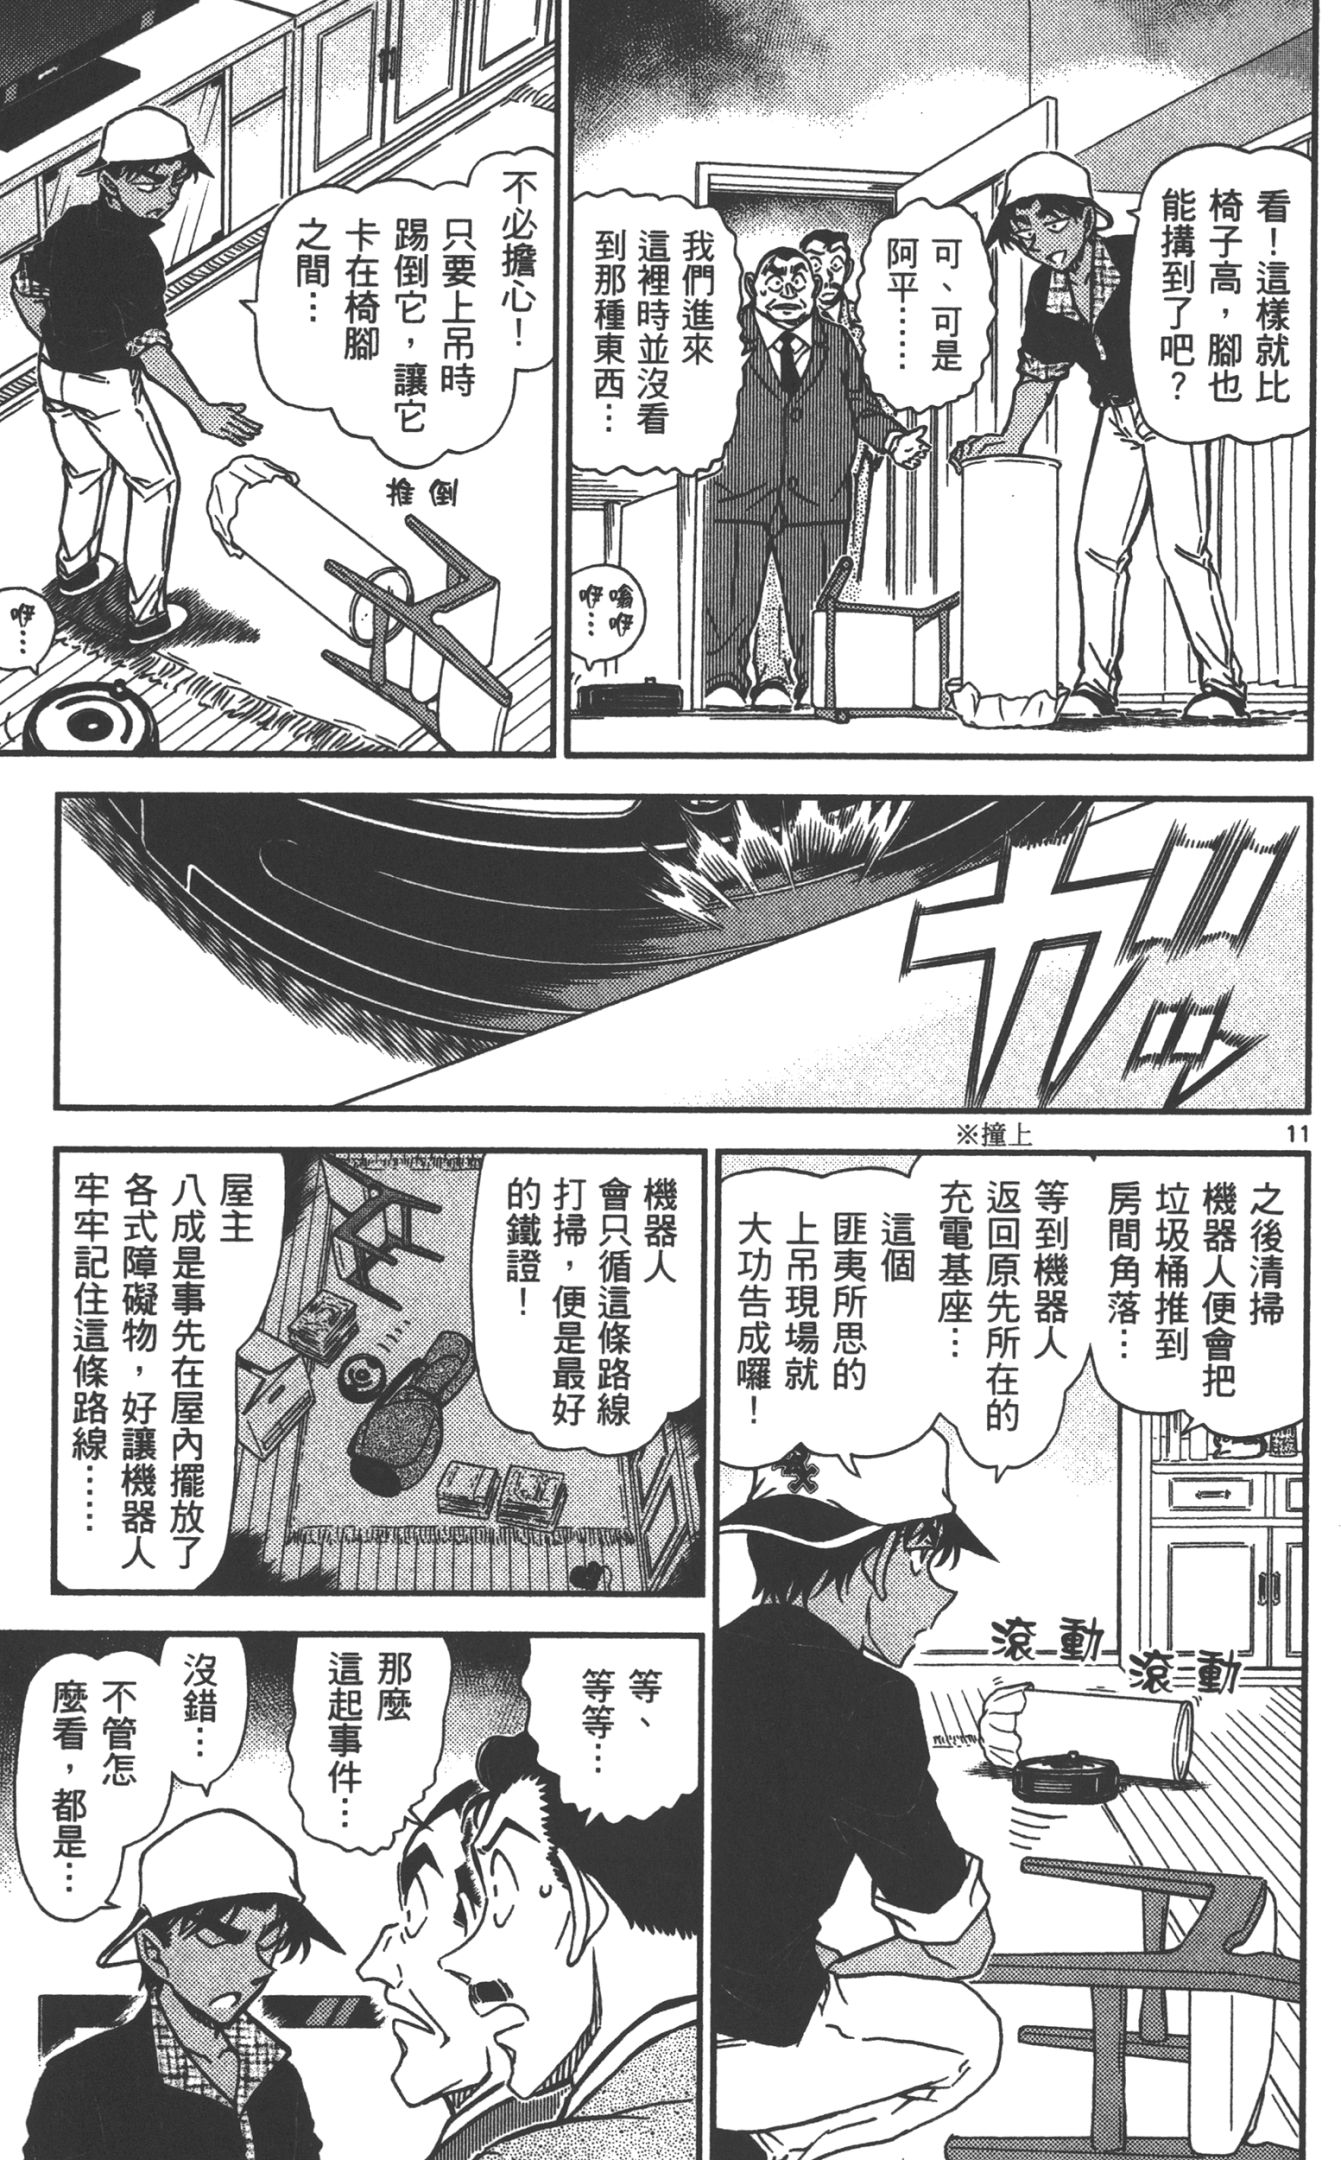 看！這樣就比
椅子高，腳也
能搆到了吧？
可、可是
阿平……
我們進來
這裡時並沒看
到那種東西…
嗡咿
咿…
不必擔心！
只要上吊時
踢倒它，讓它
卡在椅腳
之間…
推倒
咿…
ガッ
※撞上
11
之後清掃
機器人便會把
垃圾桶推到
房間角落…
等到機器人
返回原先所在的
充電基座…
這個
匪夷所思的
上吊現場就
大功告成囉！
滾動
滾動
機器人
會只循這條路線
打掃，便是最好
的鐵證！
屋主
八成是事先在屋內擺放了
各式障礙物，好讓機器人
牢牢記住這條路線……
等、
等等…
那麼
這起事件…
沒錯…
不管怎
麼看，都是…